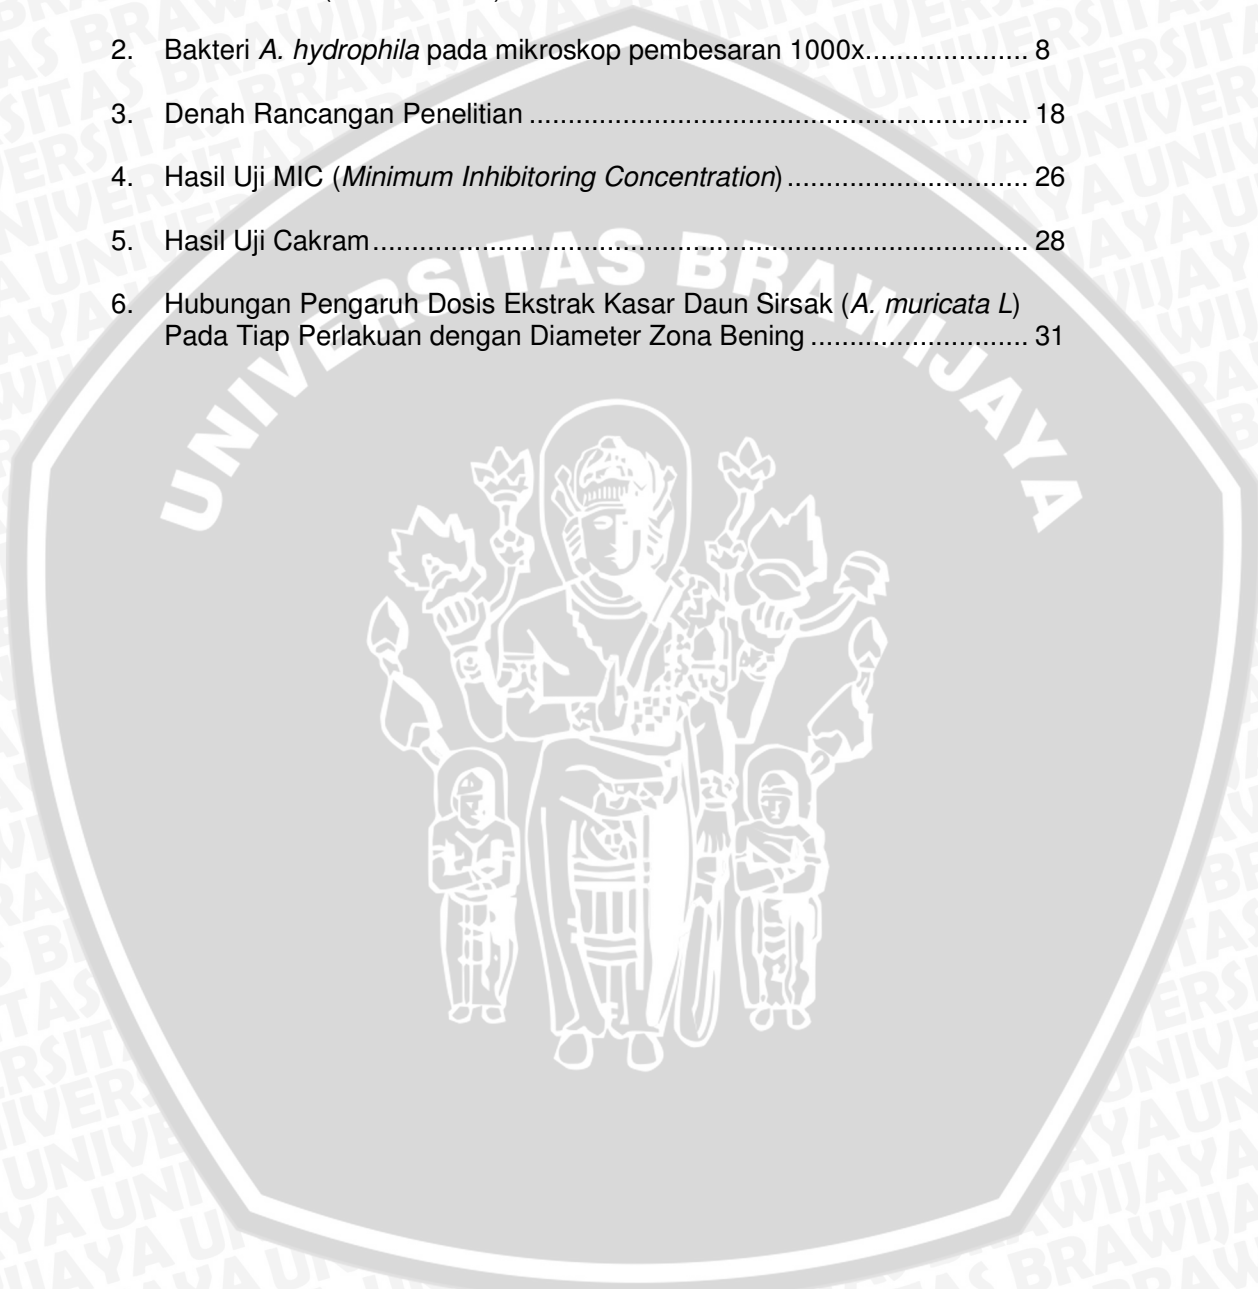 2. Bakteri A. hydrophila pada mikroskop pembesaran 1000x..................... 8
3. Denah Rancangan Penelitian ................................................................ 18
4. Hasil Uji MIC (Minimum Inhibitoring Concentration) ............................... 26
5. Hasil Uji Cakram.................................................................................... 28
6. Hubungan Pengaruh Dosis Ekstrak Kasar Daun Sirsak (A. muricata L)
Pada Tiap Perlakuan dengan Diameter Zona Bening ............................ 31
UNIVERSITAS BRAWIJAYA